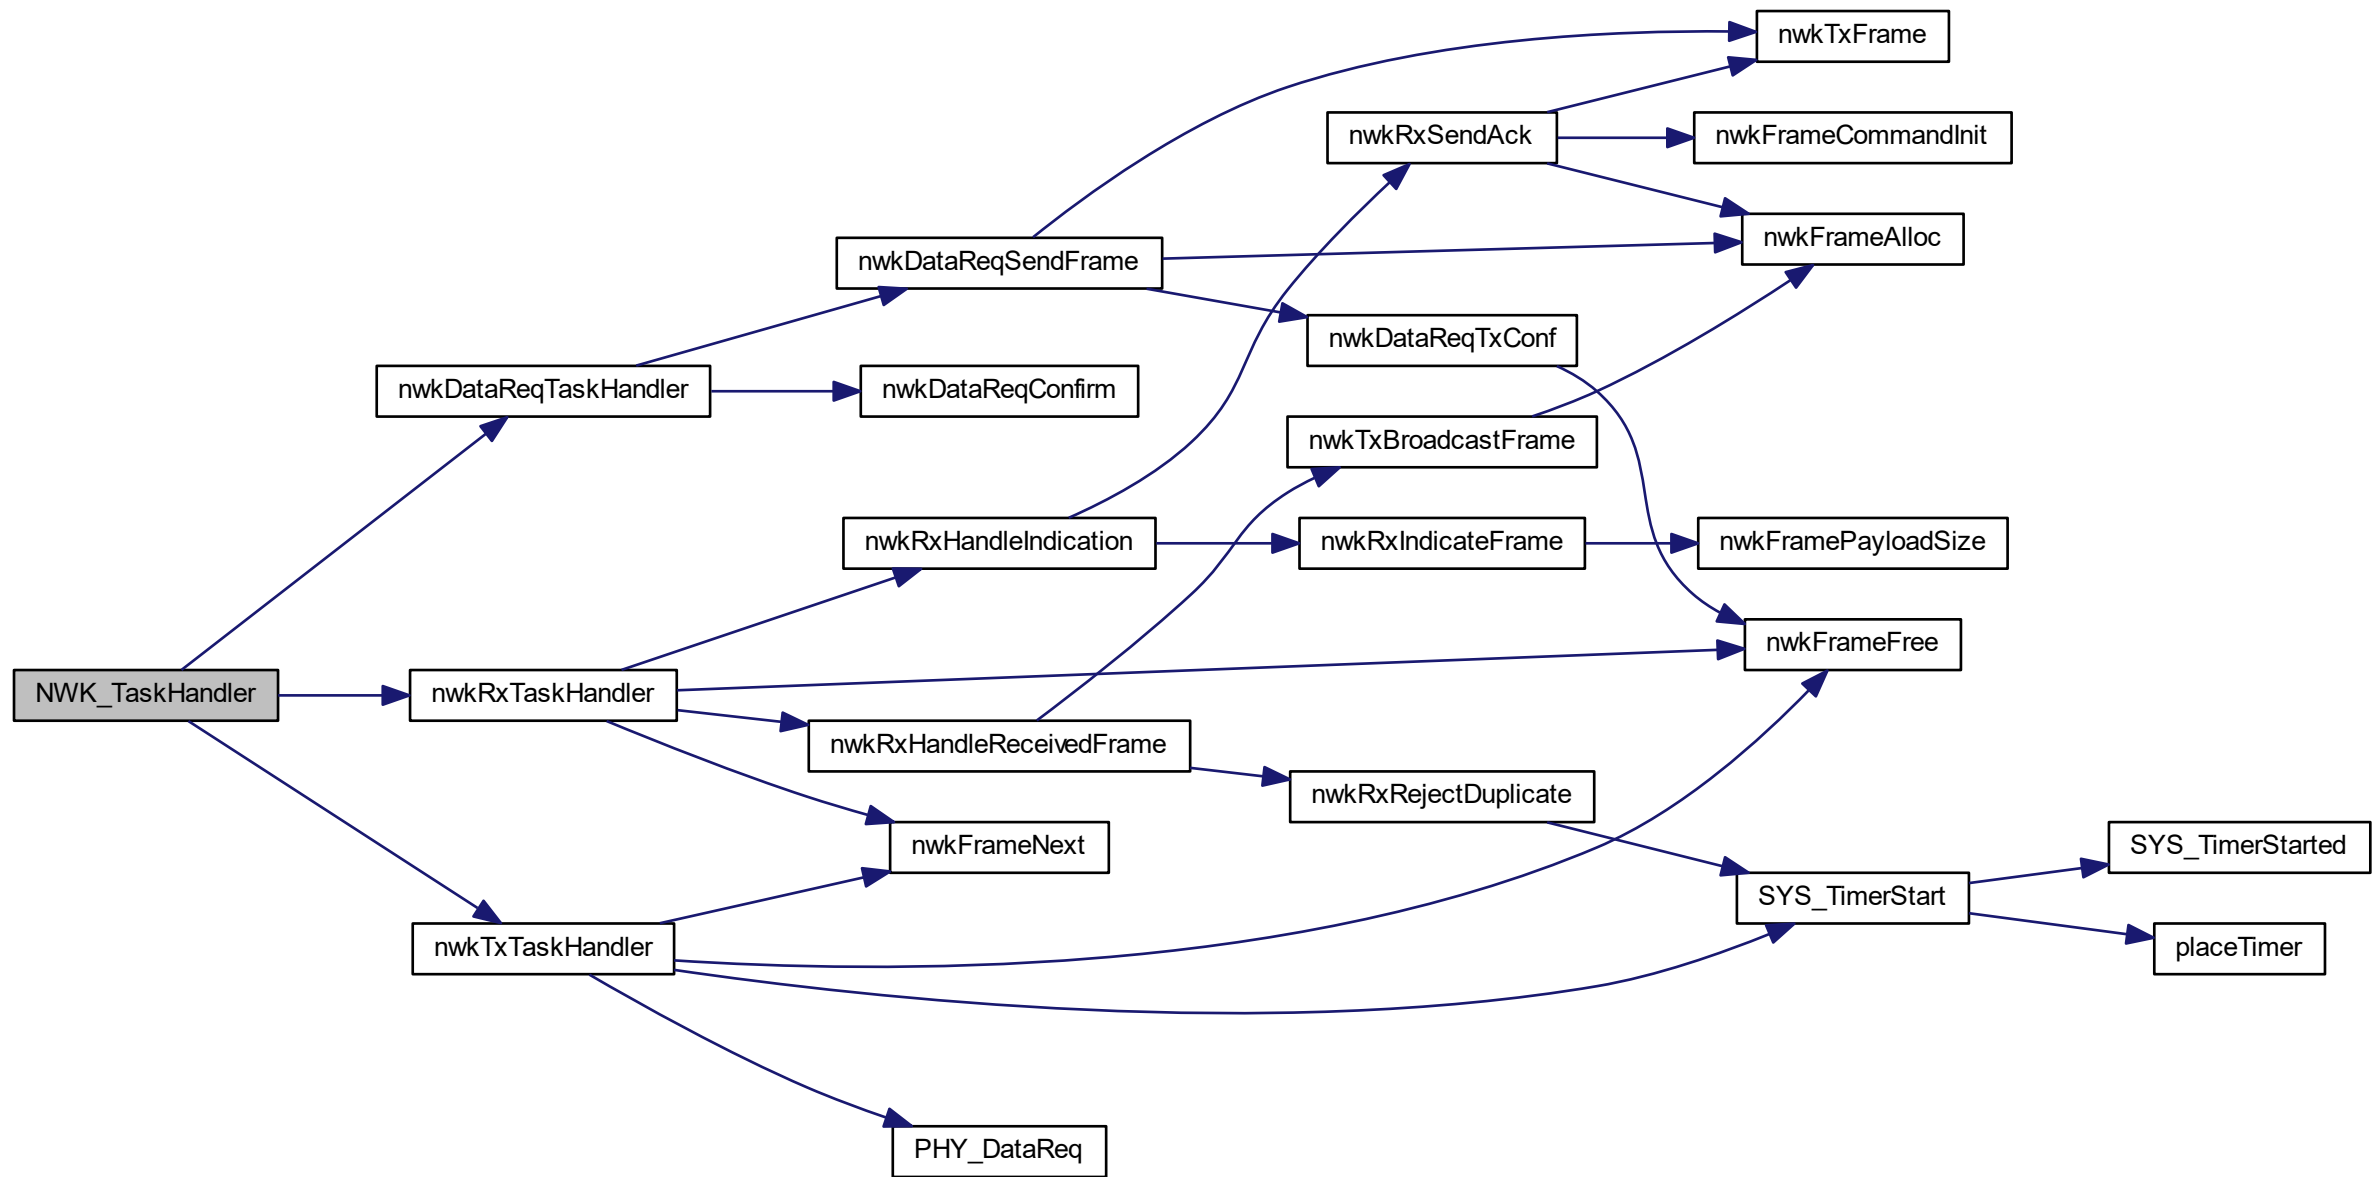 nwkTxFrame
nwkRxSendAck
nwkFrameCommandInit
nwkFrameAlloc
nwkDataReqSendFrame
nwkDataReqTxConf
nwkDataReqTaskHandler
nwkDataReqConfirm
nwkTxBroadcastFrame
nwkRxHandleIndication
nwkRxIndicateFrame
nwkFramePayloadSize
nwkFrameFree
NWK_TaskHandler
nwkRxTaskHandler
nwkRxHandleReceivedFrame
nwkRxRejectDuplicate
nwkFrameNext
SYS_TimerStarted
SYS_TimerStart
nwkTxTaskHandler
placeTimer
PHY_DataReq